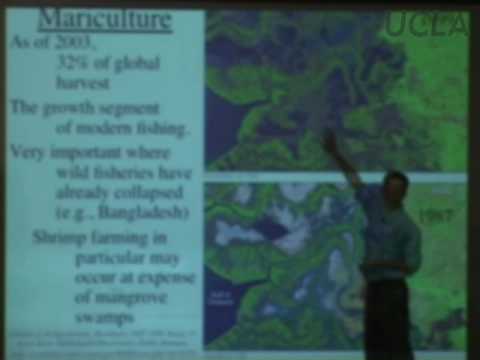 Mariculture
As of 2003,
32% of global
harvest
The growth segment
of modern fishing.
Very important where
wild fisheries have
already collapsed
(e.g., Bangladesh)
Shrimp farming in
particular may
occur at expense
of mangrove
swamps
UCLA
1987